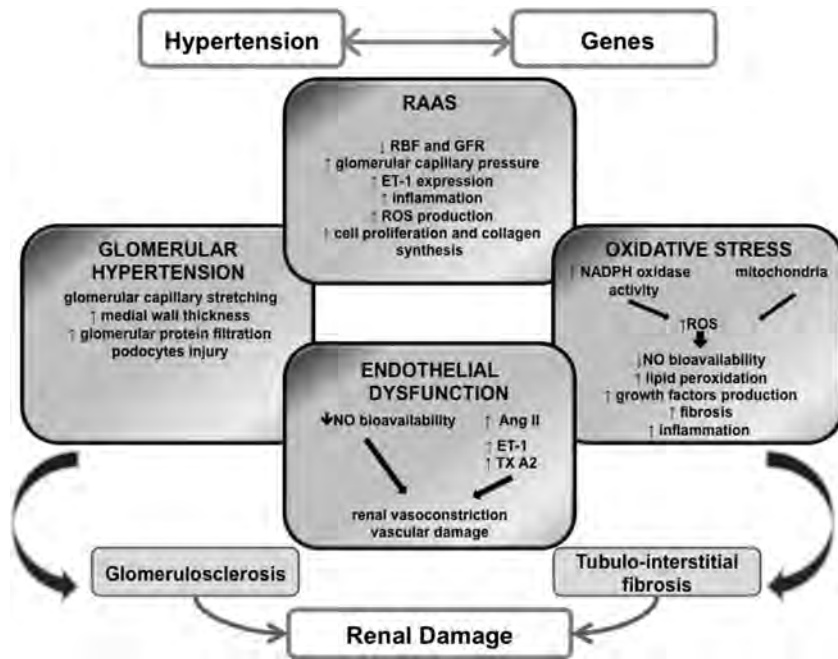 Hypertension
Genes
RAAS
↓ RBF and GFR
↑ glomerular capillary pressure
↑ ET-1 expression
↑ inflammation
↑ ROS production
↑ cell proliferation and collagen
synthesis
GLOMERULAR
HYPERTENSION
glomerular capillary stretching
↑ medial wall thickness
↑ glomerular protein filtration
podocytes injury
OXIDATIVE STRESS
↑ NADPH oxidase
activity
mitochondria
↑ROS
↓NO bioavailability
↑ lipid peroxidation
↑ growth factors production
↑ fibrosis
↑ inflammation
ENDOTHELIAL
DYSFUNCTION
↓NO bioavailability
↑ Ang II
↑ ET-1
↑ TX A2
renal vasoconstriction
vascular damage
Glomerulosclerosis
Tubulo-interstitial
fibrosis
Renal Damage